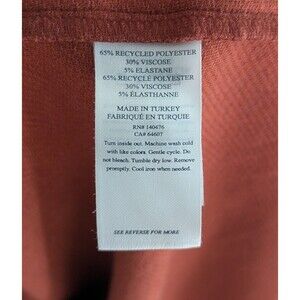 65% RECYCLED POLYESTER
30% VISCOSE
5% ELASTANE
65% RECYCLÉ POLYESTER
30% VISCOSE
5% ÉLASTHANNE
MADE IN TURKEY
FABRIQUÉ EN TURQUIE
RN# 140476
CA# 64607
Turn inside out. Machine wash cold
with like colors. Gentle cycle. Do
not bleach. Tumble dry low. Remove
promptly. Cool iron when needed.
SEE REVERSE FOR MORE